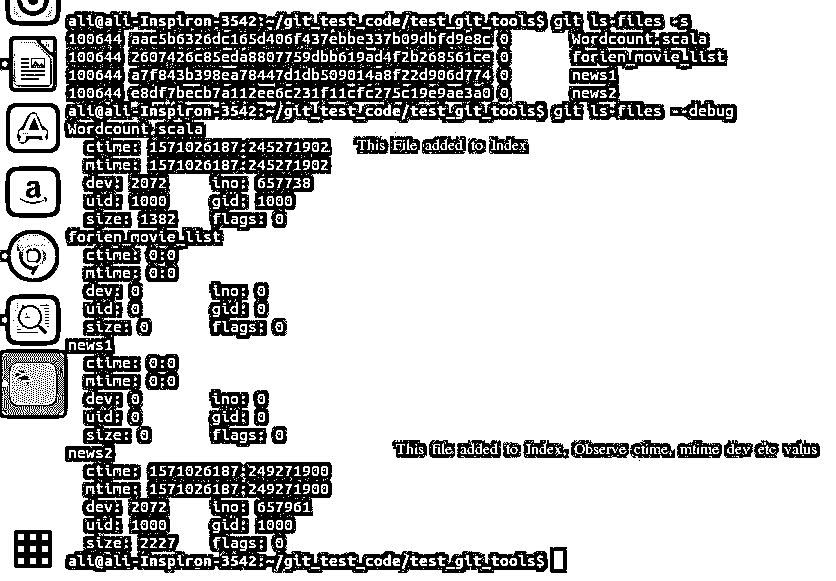 ali@ali-Inspiron-3542:~/git_test_code/test_git_tools$ git ls-files -s
100644 aac5b6326dc165d406f437ebbe337b09dbfd9e8c 0 Wordcount.scala
100644 2607426c85eda8807759dbb619ad4f2b268561ce 0 forien_movie_list
100644 a7f843b398ea78447d1db509014a8f22d906d774 0 news1
100644 e8df7becb7a112ee6c231f11cfc275c19e9ae3a0 0 news2
ali@ali-Inspiron-3542:~/git_test_code/test_git_tools$ git ls-files --debug
Wordcount.scala
ctime: 1571026187:245271902 This File added to Index
mtime: 1571026187:245271902
dev: 2072 ino: 657738
uid: 1000 gid: 1000
size: 1382 flags: 0
forien_movie_list
ctime: 0:0
mtime: 0:0
dev: 0 ino: 0
uid: 0 gid: 0
size: 0 flags: 0
news1
ctime: 0:0
mtime: 0:0
dev: 0 ino: 0
uid: 0 gid: 0
size: 0 flags: 0
news2 This file added to Index, Observe ctime, mtime dev etc valus
ctime: 1571026187:249271900
mtime: 1571026187:249271900
dev: 2072 ino: 657961
uid: 1000 gid: 1000
size: 2227 flags: 0
ali@ali-Inspiron-3542:~/git_test_code/test_git_tools$